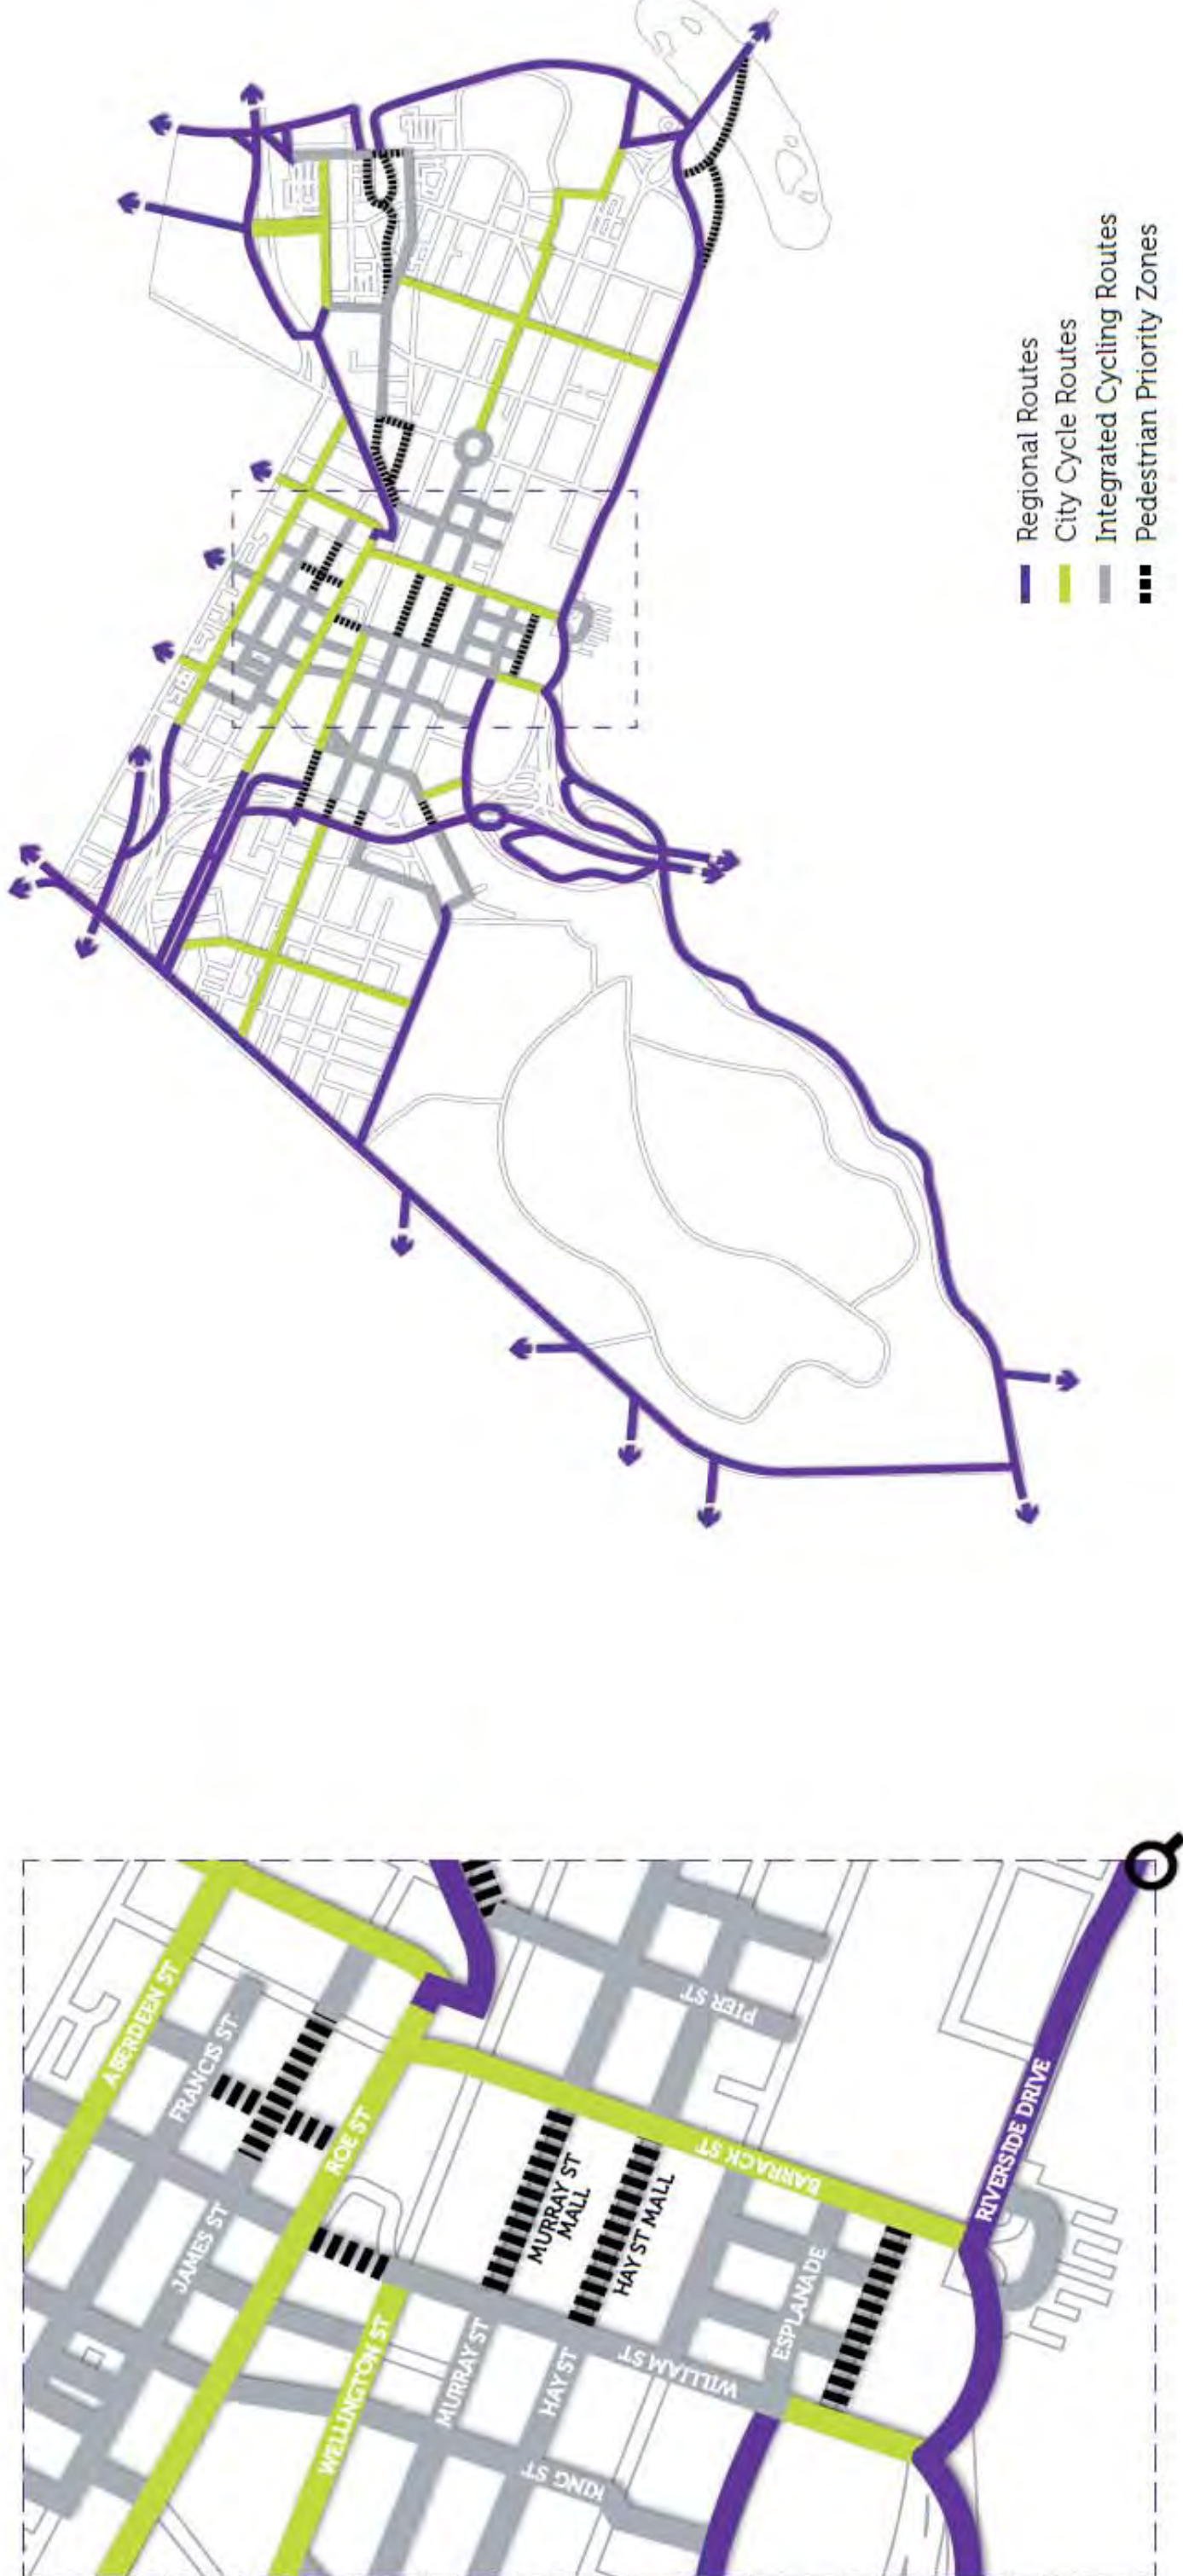 Regional Routes
City Cycle Routes
Integrated Cycling Routes
Pedestrian Priority Zones
ABERDEEN ST
FRANCIS ST
JAMES ST
ROE ST
WELLINGTON ST
MURRAY ST
MURRAY ST
MALL
HAY ST
HAY ST MALL
PIER ST
BARRACK ST
WILLIAM ST
KING ST
ESPLANADE
RIVERSIDE DRIVE